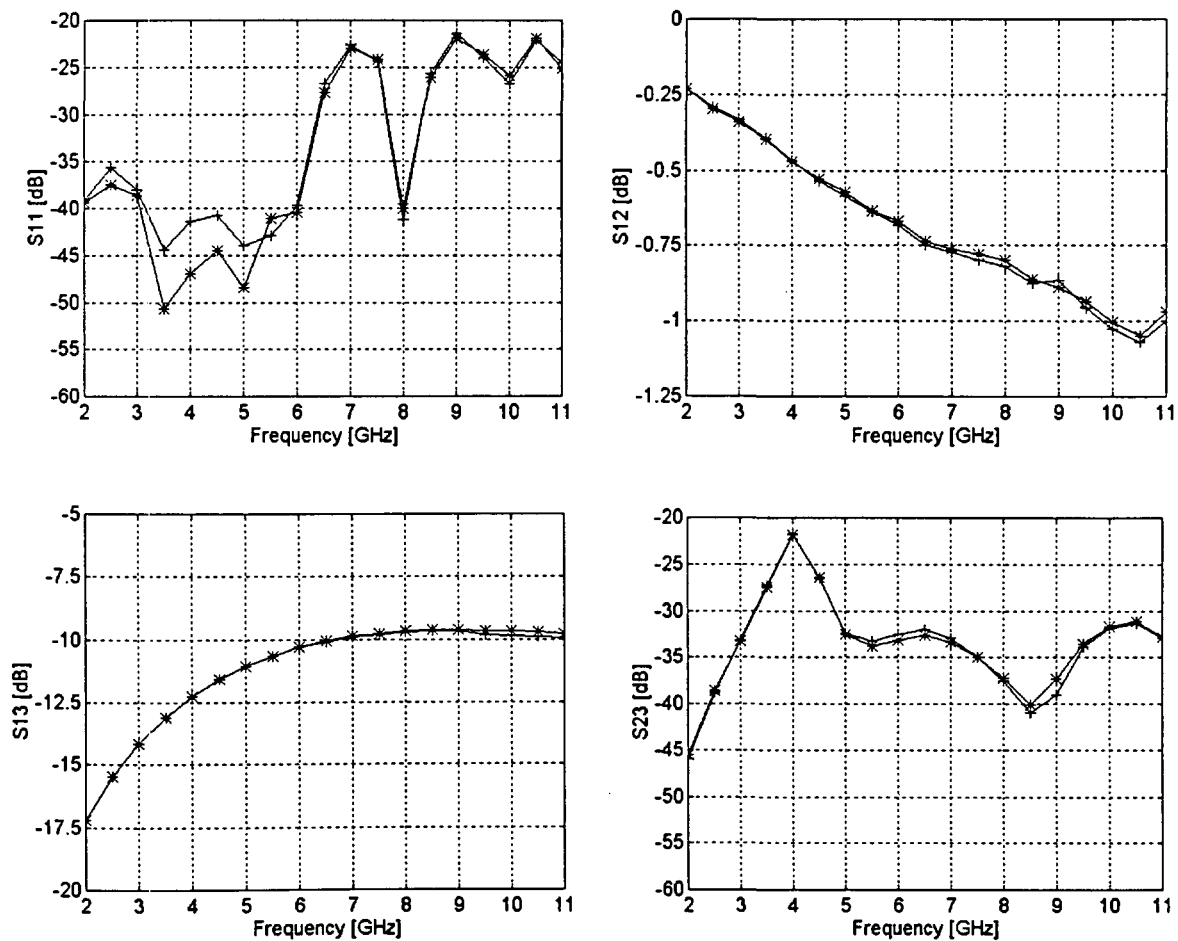 -20
-25
-30
-35
-40
-45
-50
-55
-60
S11 [dB]
2 3 4 5 6 7 8 9 10 11
Frequency [GHz]
0
-0.25
-0.5
-0.75
-1
-1.25
S12 [dB]
2 3 4 5 6 7 8 9 10 11
Frequency [GHz]
-5
-7.5
-10
-12.5
-15
-17.5
-20
S13 [dB]
2 3 4 5 6 7 8 9 10 11
Frequency [GHz]
-20
-25
-30
-35
-40
-45
-50
-55
-60
S23 [dB]
2 3 4 5 6 7 8 9 10 11
Frequency [GHz]